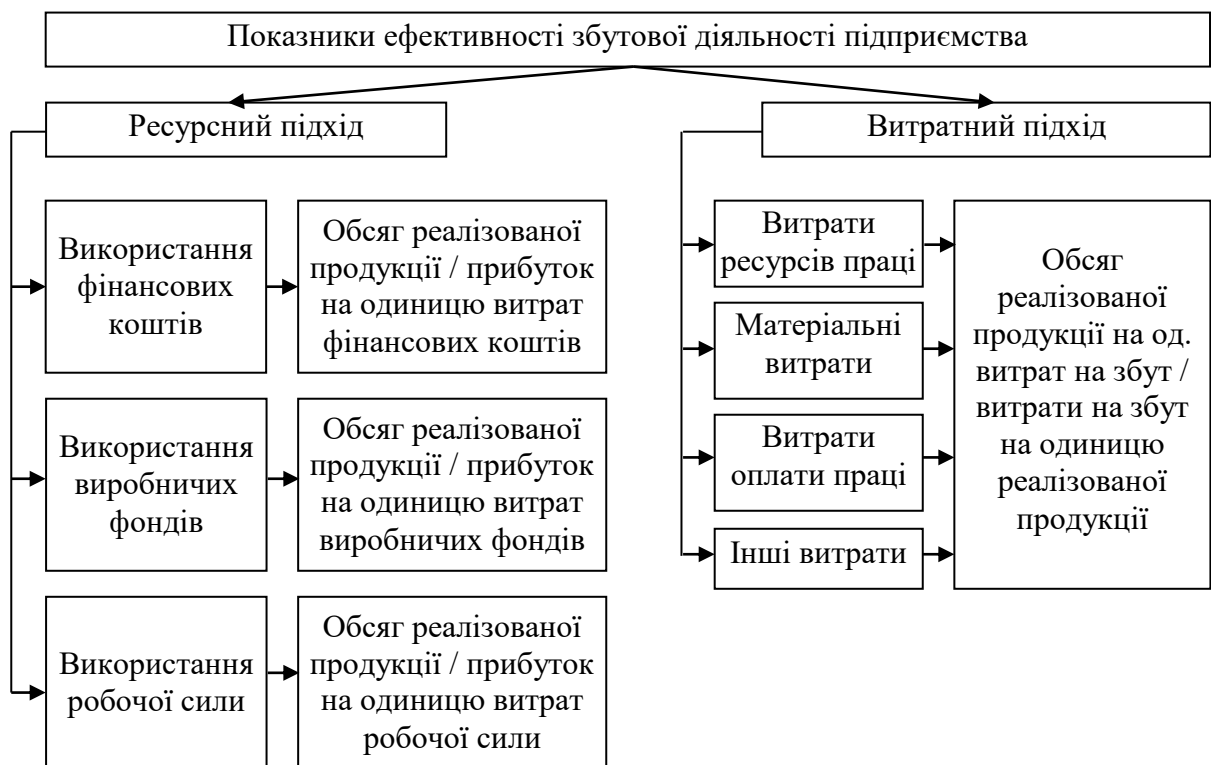 Показники ефективності збутової діяльності підприємства
Ресурсний підхід
Використання
фінансових
коштів
Обсяг реалізованої
продукції / прибуток
на одиницю витрат
фінансових коштів
Використання
виробничих
фондів
Обсяг реалізованої
продукції / прибуток
на одиницю витрат
виробничих фондів
Використання
робочої сили
Обсяг реалізованої
продукції / прибуток
на одиницю витрат
робочої сили
Витратний підхід
Витрати
ресурсів праці
Матеріальні
витрати
Витрати
оплати праці
Інші витрати
Обсяг
реалізованої
продукції на од.
витрат на збут /
витрати на збут
на одиницю
реалізованої
продукції